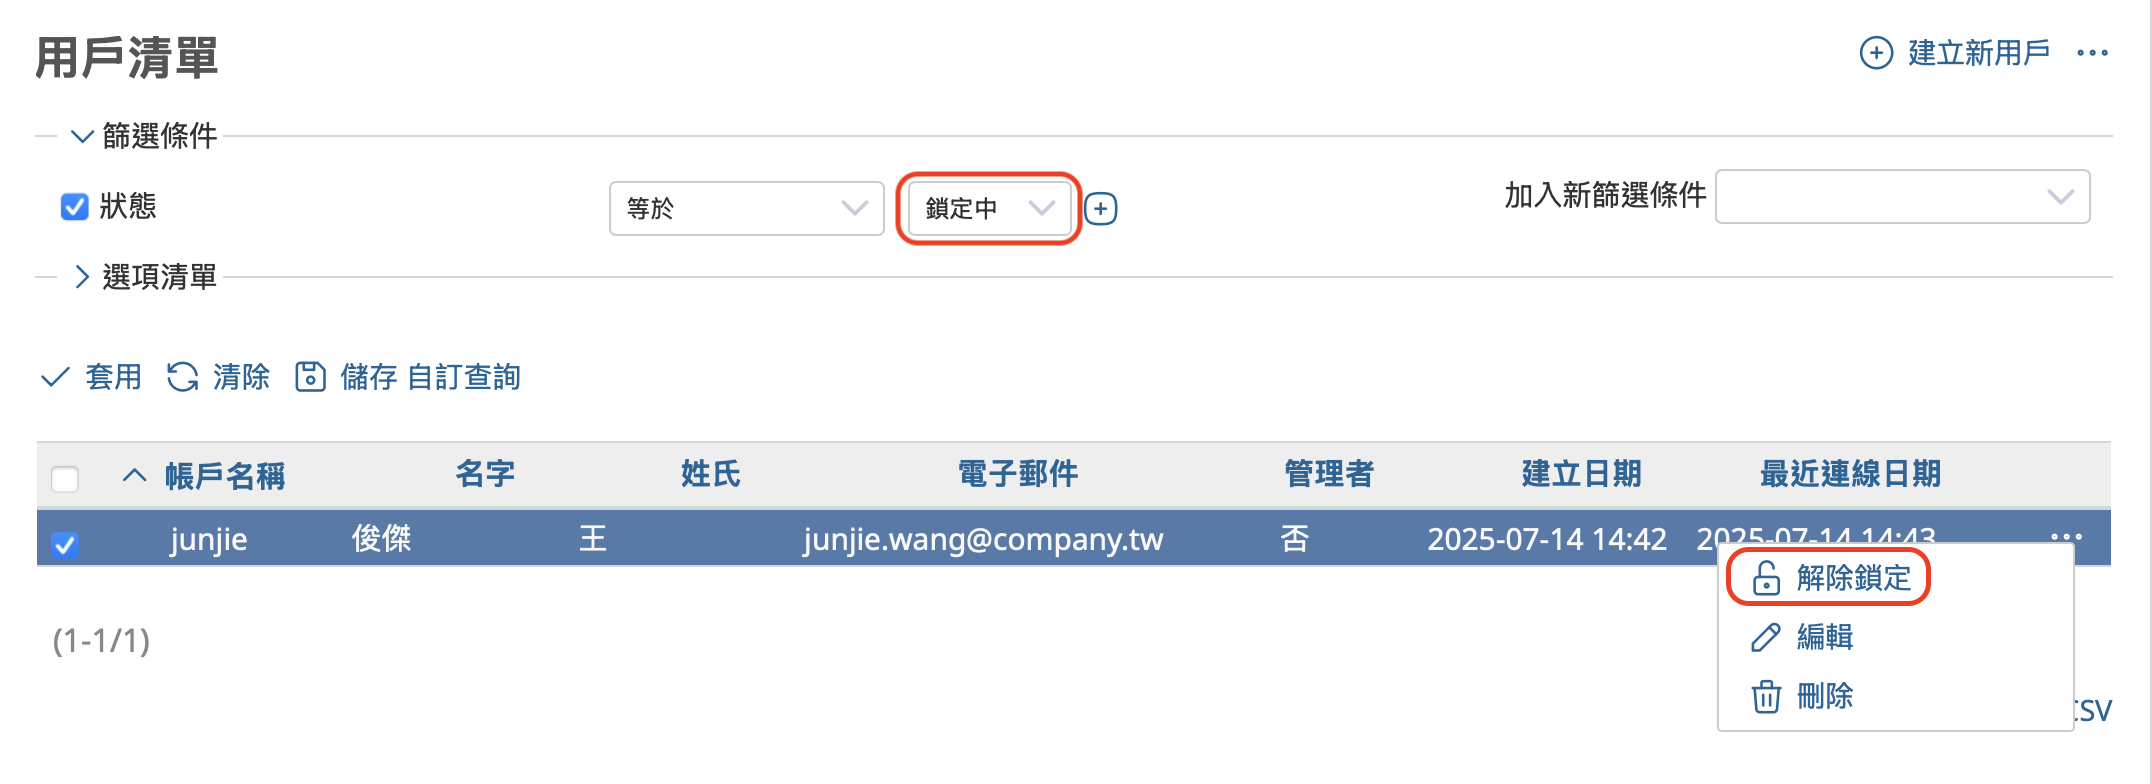 用戶清單
建立新用戶
篩選條件
狀態 等於 鎖定中 加入新篩選條件
選項清單
套用 清除 儲存 自訂查詢
帳戶名稱 名字 姓氏 電子郵件 管理者 建立日期 最近連線日期
junjie 俊傑 王 junjie.wang@company.tw 否 2025-07-14 14:42 2025-07-14 14:43
解除鎖定
(1-1/1)
編輯
刪除
CSV